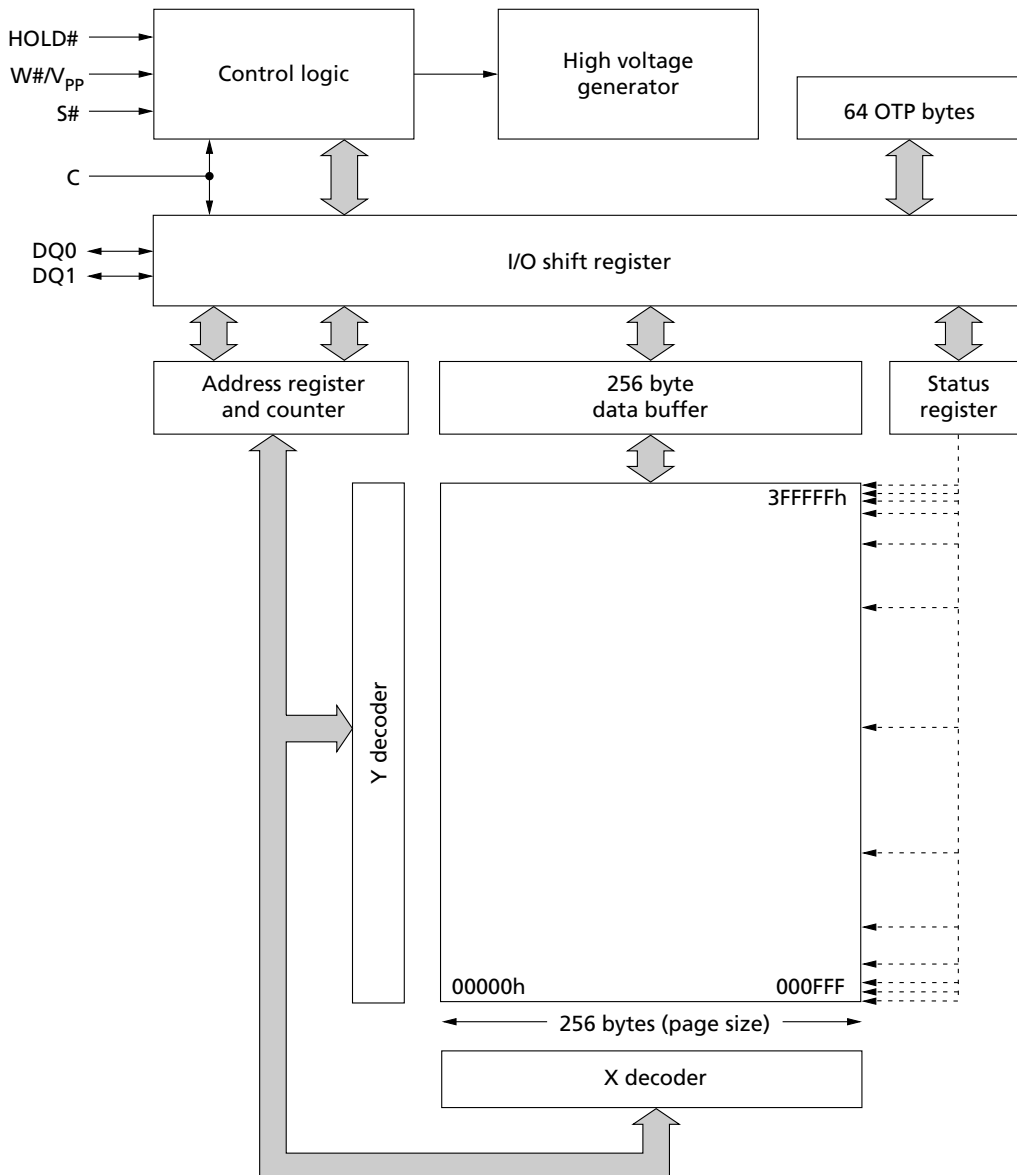 HOLD#
W#/VPP
S#
C
DQ0
DQ1
Control logic
High voltage
generator
64 OTP bytes
I/O shift register
Address register
and counter
256 byte
data buffer
Status
register
3FFFFFh
Y decoder
00000h
000FFF
256 bytes (page size)
X decoder